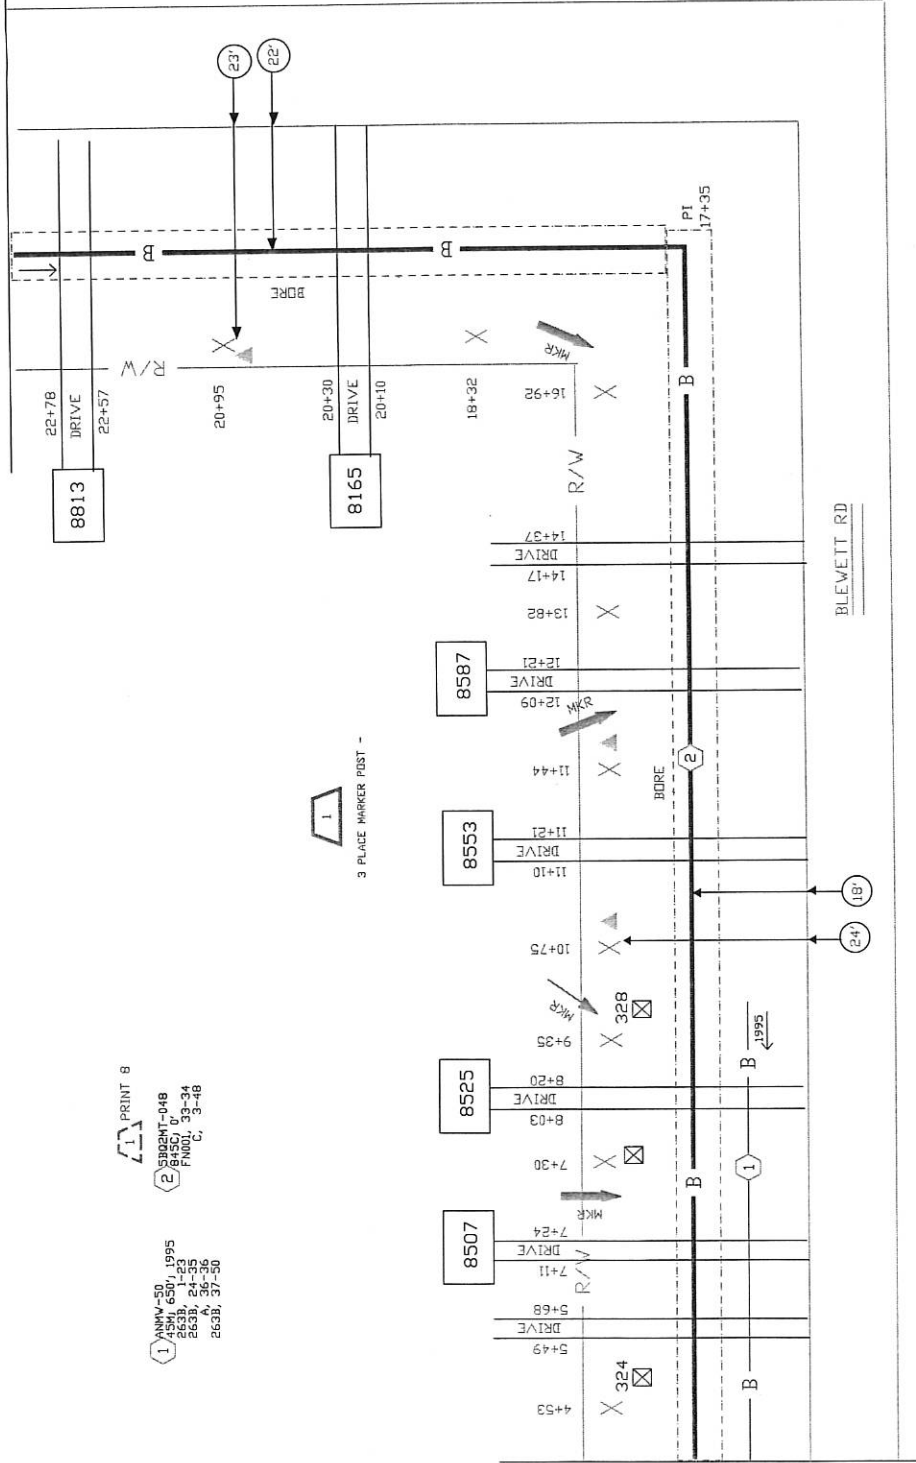 1 PRINT 8
1 ANMW-50
45M; 650'; 1995
263B, 1-23
263B, 24-35
A, 36-36
263B, 37-50
2 SBQ2MT-048
845C, 0'
FN001, 33-34
C, 3-48
1
3 PLACE MARKER POST -
23'
22'
8813
22+78
DRIVE
22+57
R/W
20+95
BORE
B
B
8165
20+30
DRIVE
20+10
18+32
MKR
16+92
PI
17+35
B
R/W
14+37
DRIVE
14+17
13+82
8587
12+21
DRIVE
12+09
MKR
11+44
2
BORE
8553
11+21
DRIVE
11+10
18'
24'
10+75
MKR
328
9+35
1995
B
8525
8+20
DRIVE
8+03
7+30
1
B
MKR
8507
7+24
DRIVE
7+11
R/W
5+68
DRIVE
5+49
324
4+53
B
BLEWETT RD